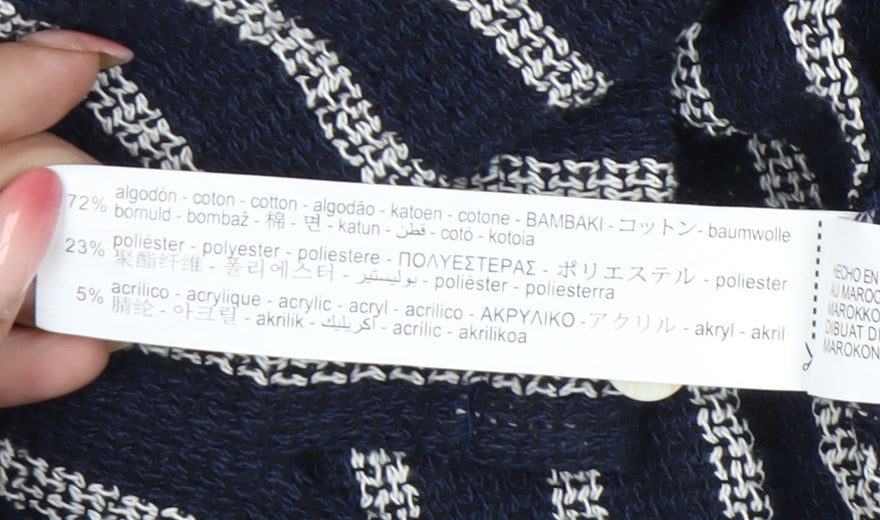 72% algodón - coton - cotton - algodão - katoen - cotone - BAMBAKI - コットン- baumwolle
bomuld - bombaž - 棉 - 면 - katun - قطن - cotó - kotoia
23% poliéster - polyester - poliestere - ΠΟΛΥΕΣΤΕΡΑΣ - ポリエステル - poliester
聚酯纤维 - 폴리에스터 - بوليستير - polièster - poliesterra
5% acrílico - acrylique - acrylic - acryl - acrilico - ΑΚΡΥΛΙΚΟ -アクリル - akryl - akril
腈纶 - 아크릴 - akrilik - أكريليك - acrílic - akrilikoa
HECHO EN
AU MAROC
MAROKKO
DIBUAT DI
MAROKON